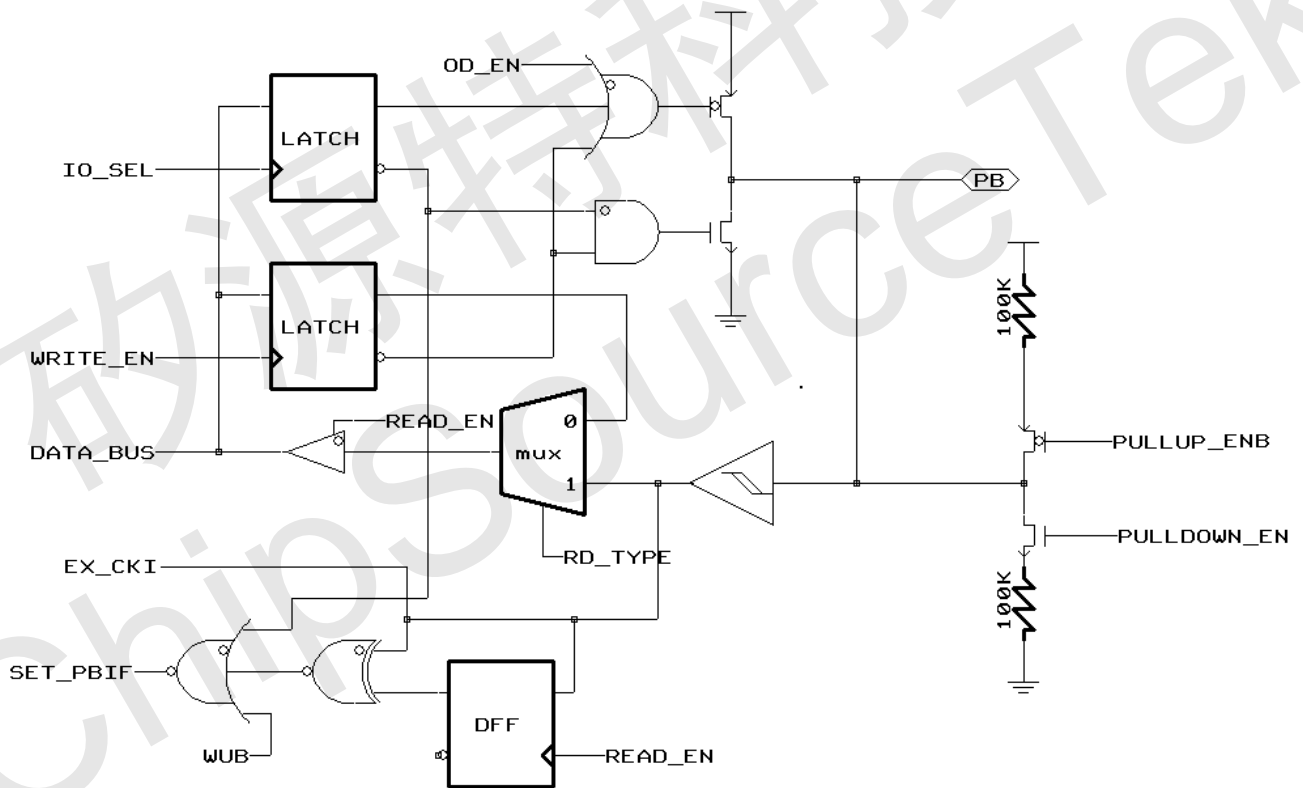 OD_EN
LATCH
IO_SEL
PB
LATCH
WRITE_EN
100K
READ_EN
0
DATA_BUS
mux
1
PULLUP_ENB
PULLDOWN_EN
RD_TYPE
EX_CKI
100K
SET_PBIF
DFF
WUB
READ_EN
矽源特科
ChipSourceTek